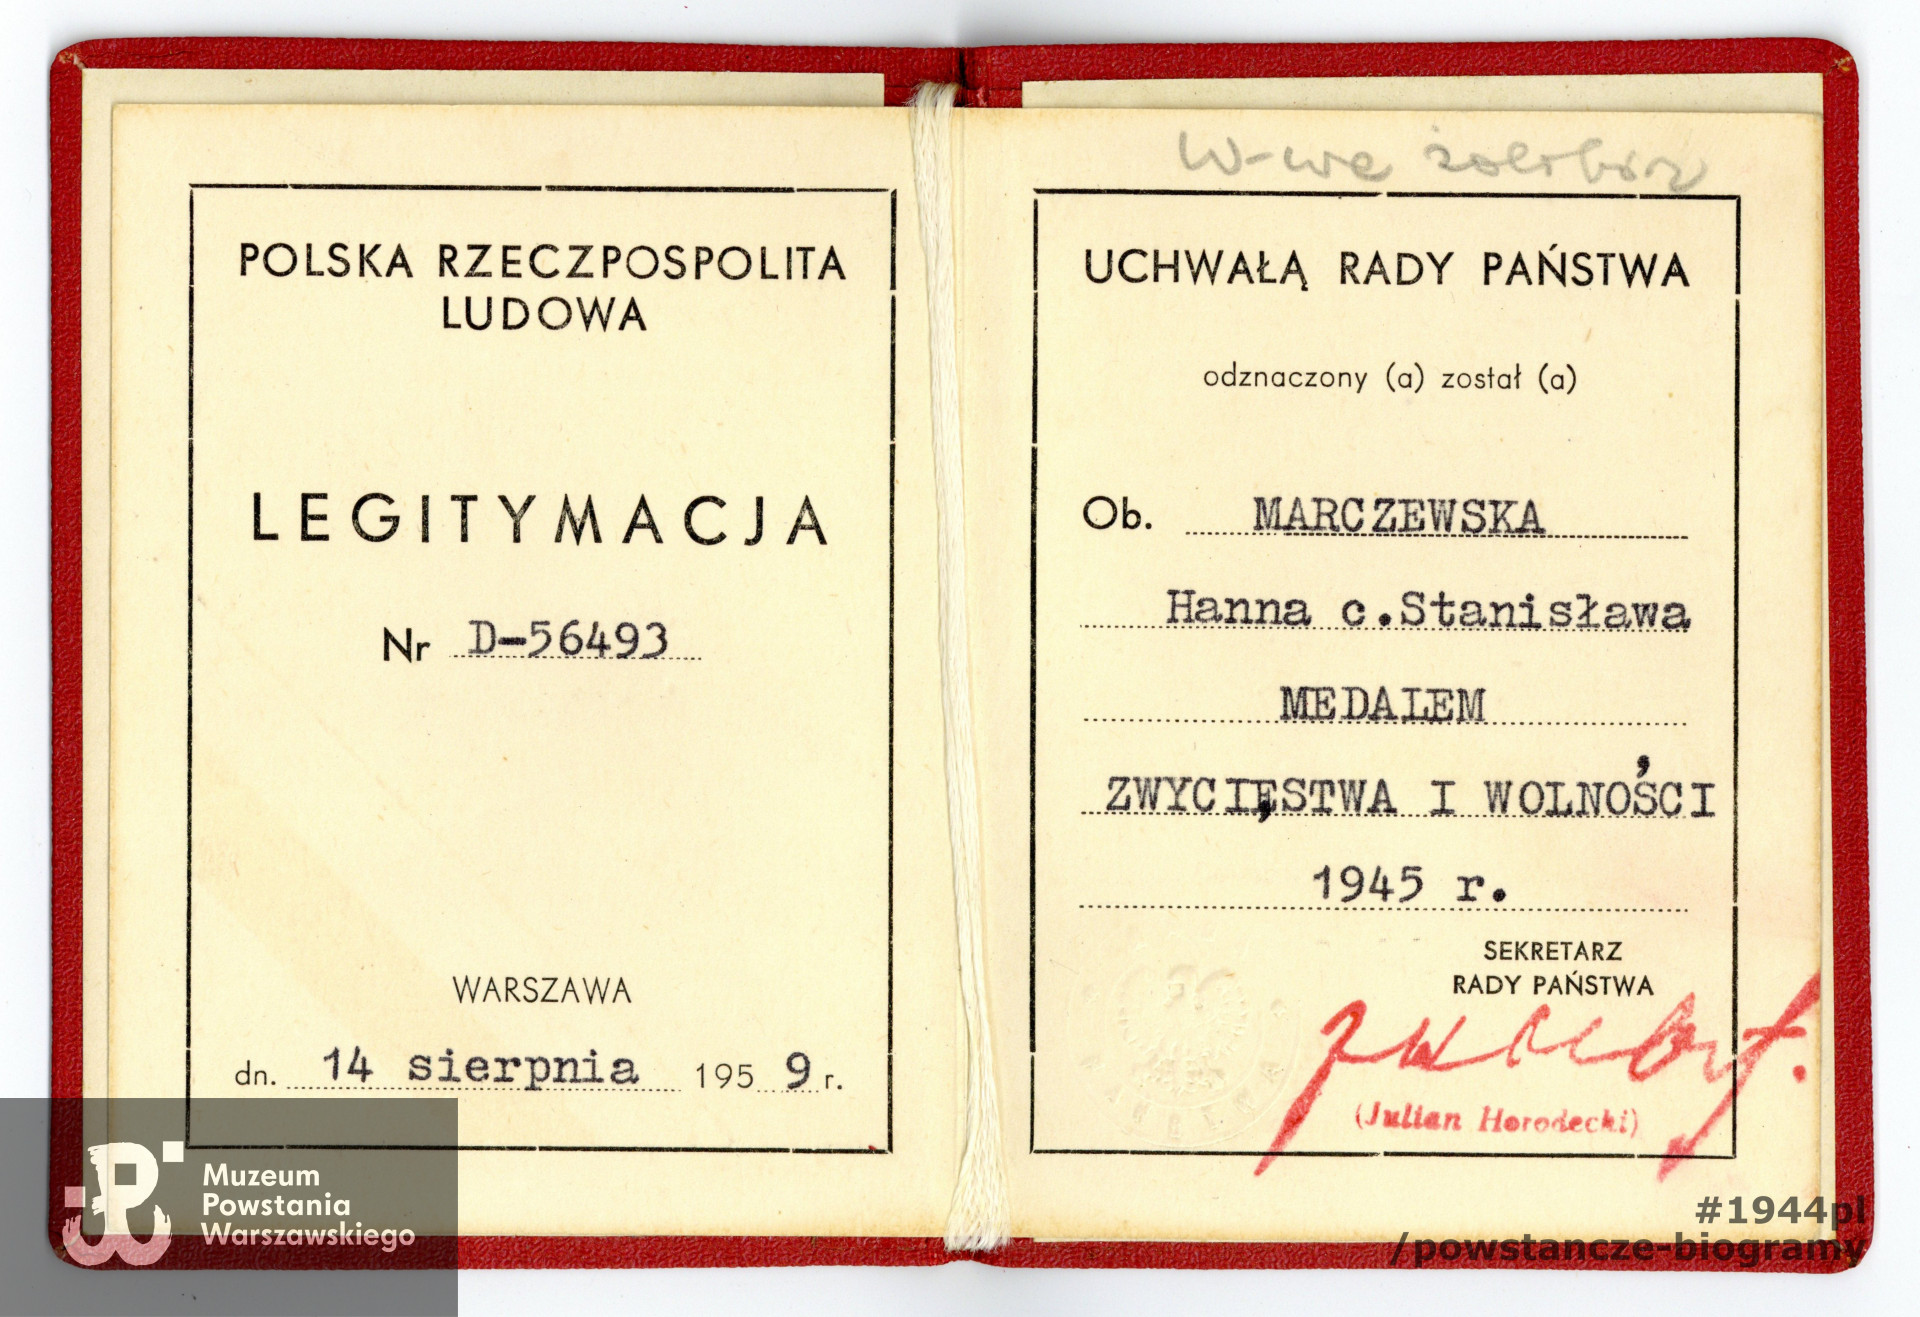 POLSKA RZECZPOSPOLITA
LUDOWA
LEGITYMACJA
Nr D-56493
WARSZAWA
dn. 14 sierpnia 1959 r.
W-wa Żoliborz
UCHWAŁĄ RADY PAŃSTWA
odznaczony (a) został (a)
Ob. MARCZEWSKA
Hanna c.Stanisława
MEDALEM
ZWYCIĘSTWA I WOLNOŚCI
1945 r.
SEKRETARZ
RADY PAŃSTWA
(Julian Horodecki)
Muzeum
Powstania
Warszawskiego
#1944pl
/powstancze-biogramy